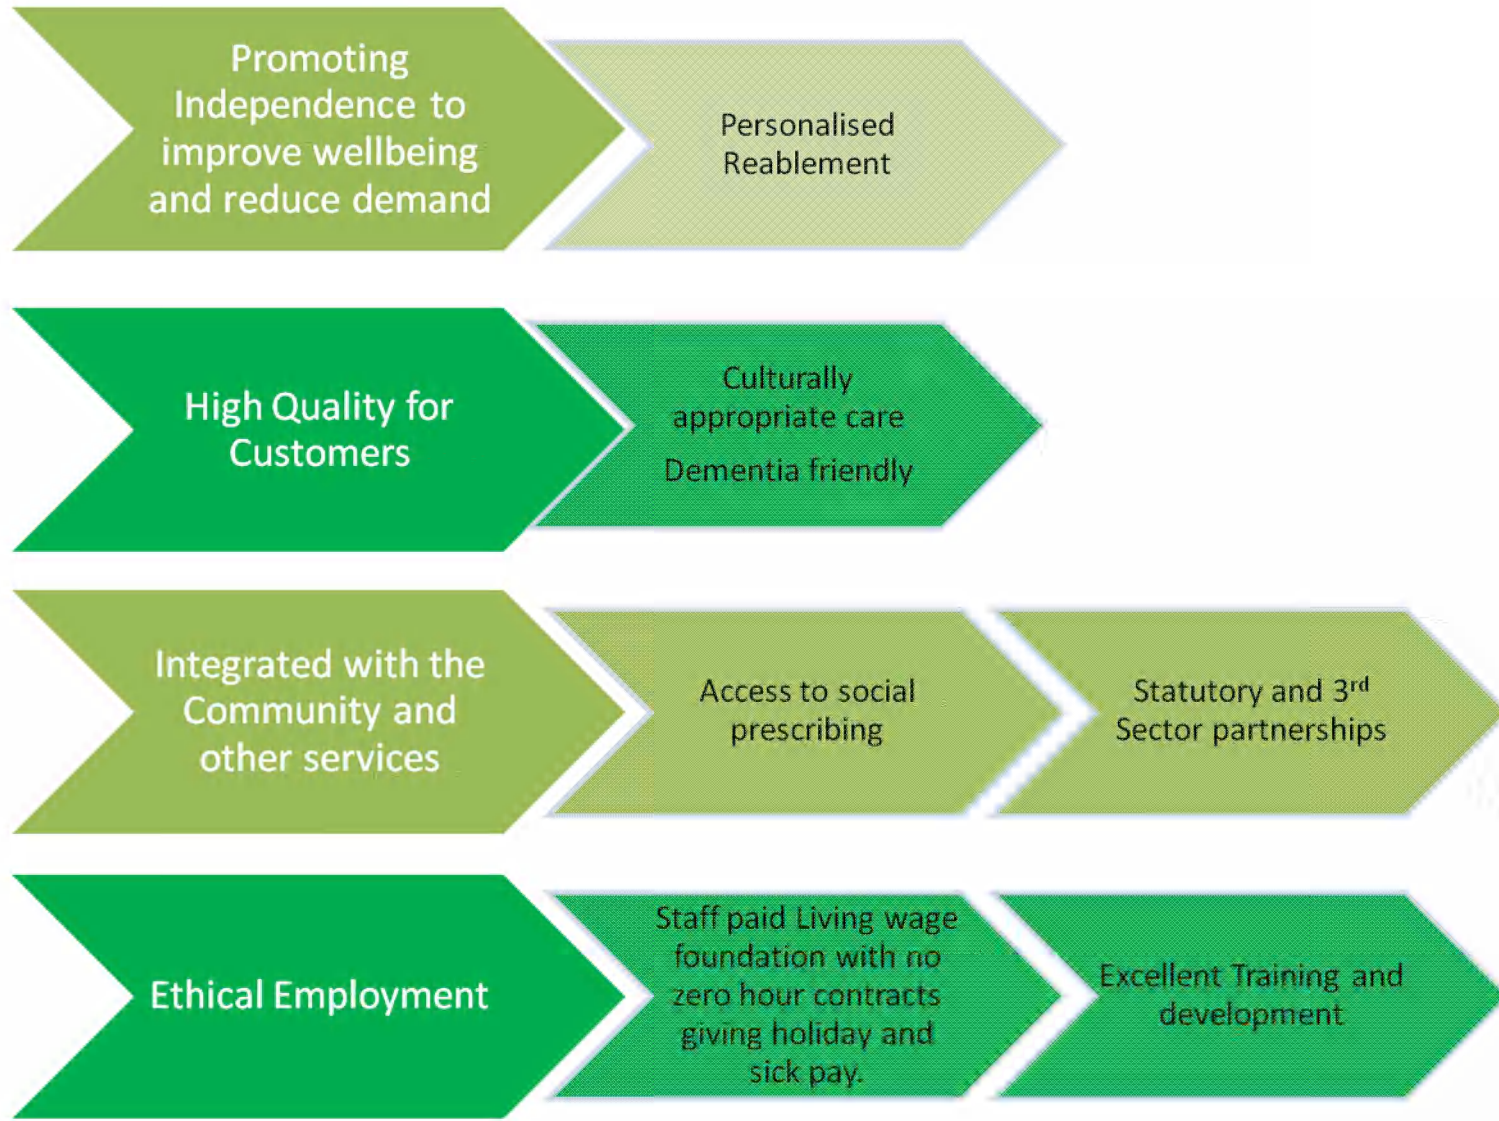 Promoting
Independence to
improve wellbeing
and reduce demand
Personalised
Reablement
High Quality for
Customers
Culturally
appropriate care
Dementia friendly
Integrated with the
Community and
other services
Access to social
prescribing
Statutory and 3rd
Sector partnerships
Ethical Employment
Staff paid Living wage
foundation with no
zero hour contracts
giving holiday and
sick pay.
Excellent Training and
development